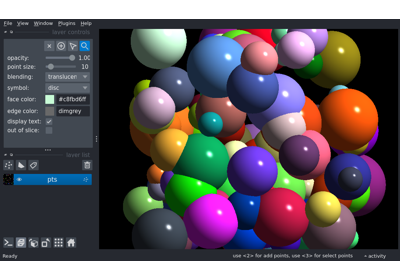 File View Window Plugins Help
layer controls
opacity: 1.00
point size: 10
blending: translucen
symbol: disc
face color: #c8fbd6ff
edge color: dimgrey
display text:
out of slice:
layer list
pts
Ready use <2> for add points, use <3> for select points activity